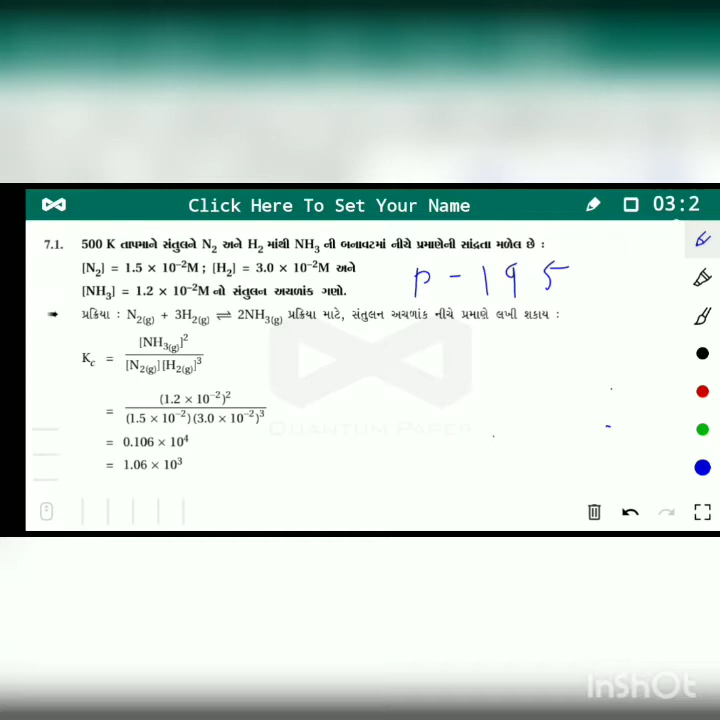 Click Here To Set Your Name 03:2
7.1. 500 K તાપમાને સંતુલને N₂ અને H₂ માંથી NH₃ ની બનાવટમાં નીચે પ્રમાણેની સાંદ્રતા મળેલ છે :
[N₂] = 1.5 × 10⁻²M ; [H₂] = 3.0 × 10⁻²M અને
[NH₃] = 1.2 × 10⁻²M નો સંતુલન અચળાંક ગણો.
P - 195
➠ પ્રક્રિયા : N₂(g) + 3H₂(g) ⇌ 2NH₃(g) પ્રક્રિયા માટે, સંતુલન અચળાંક નીચે પ્રમાણે લખી શકાય :
K_c = [NH₃(g)]² / [N₂(g)] [H₂(g)]³
= (1.2 × 10⁻²)² / (1.5 × 10⁻²) (3.0 × 10⁻²)³
= 0.106 × 10⁴
= 1.06 × 10³
QUANTUM PAPER
InShOt